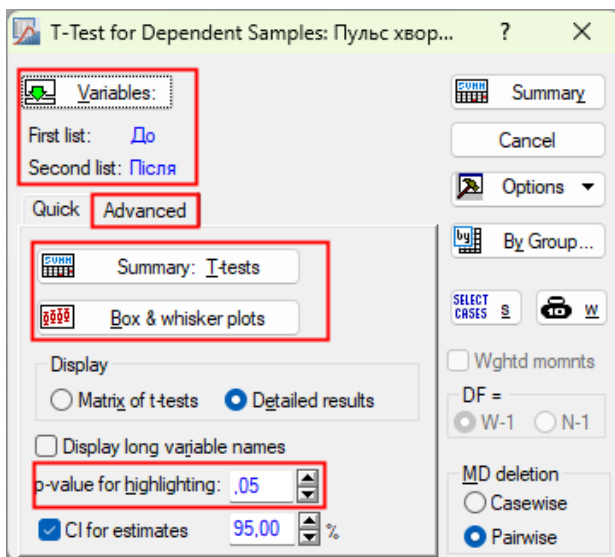 T-Test for Dependent Samples: Пульс хвор... ? ×
Variables:
First list: До
Second list: Після
Quick Advanced
Summary: T-tests
Box & whisker plots
Display
Matrix of t-tests Detailed results
Display long variable names
p-value for highlighting: ,05
CI for estimates 95,00 %
Summary
Cancel
Options
By Group...
SELECT CASES S W
Wghtd momnts
DF =
W-1 N-1
MD deletion
Casewise
Pairwise